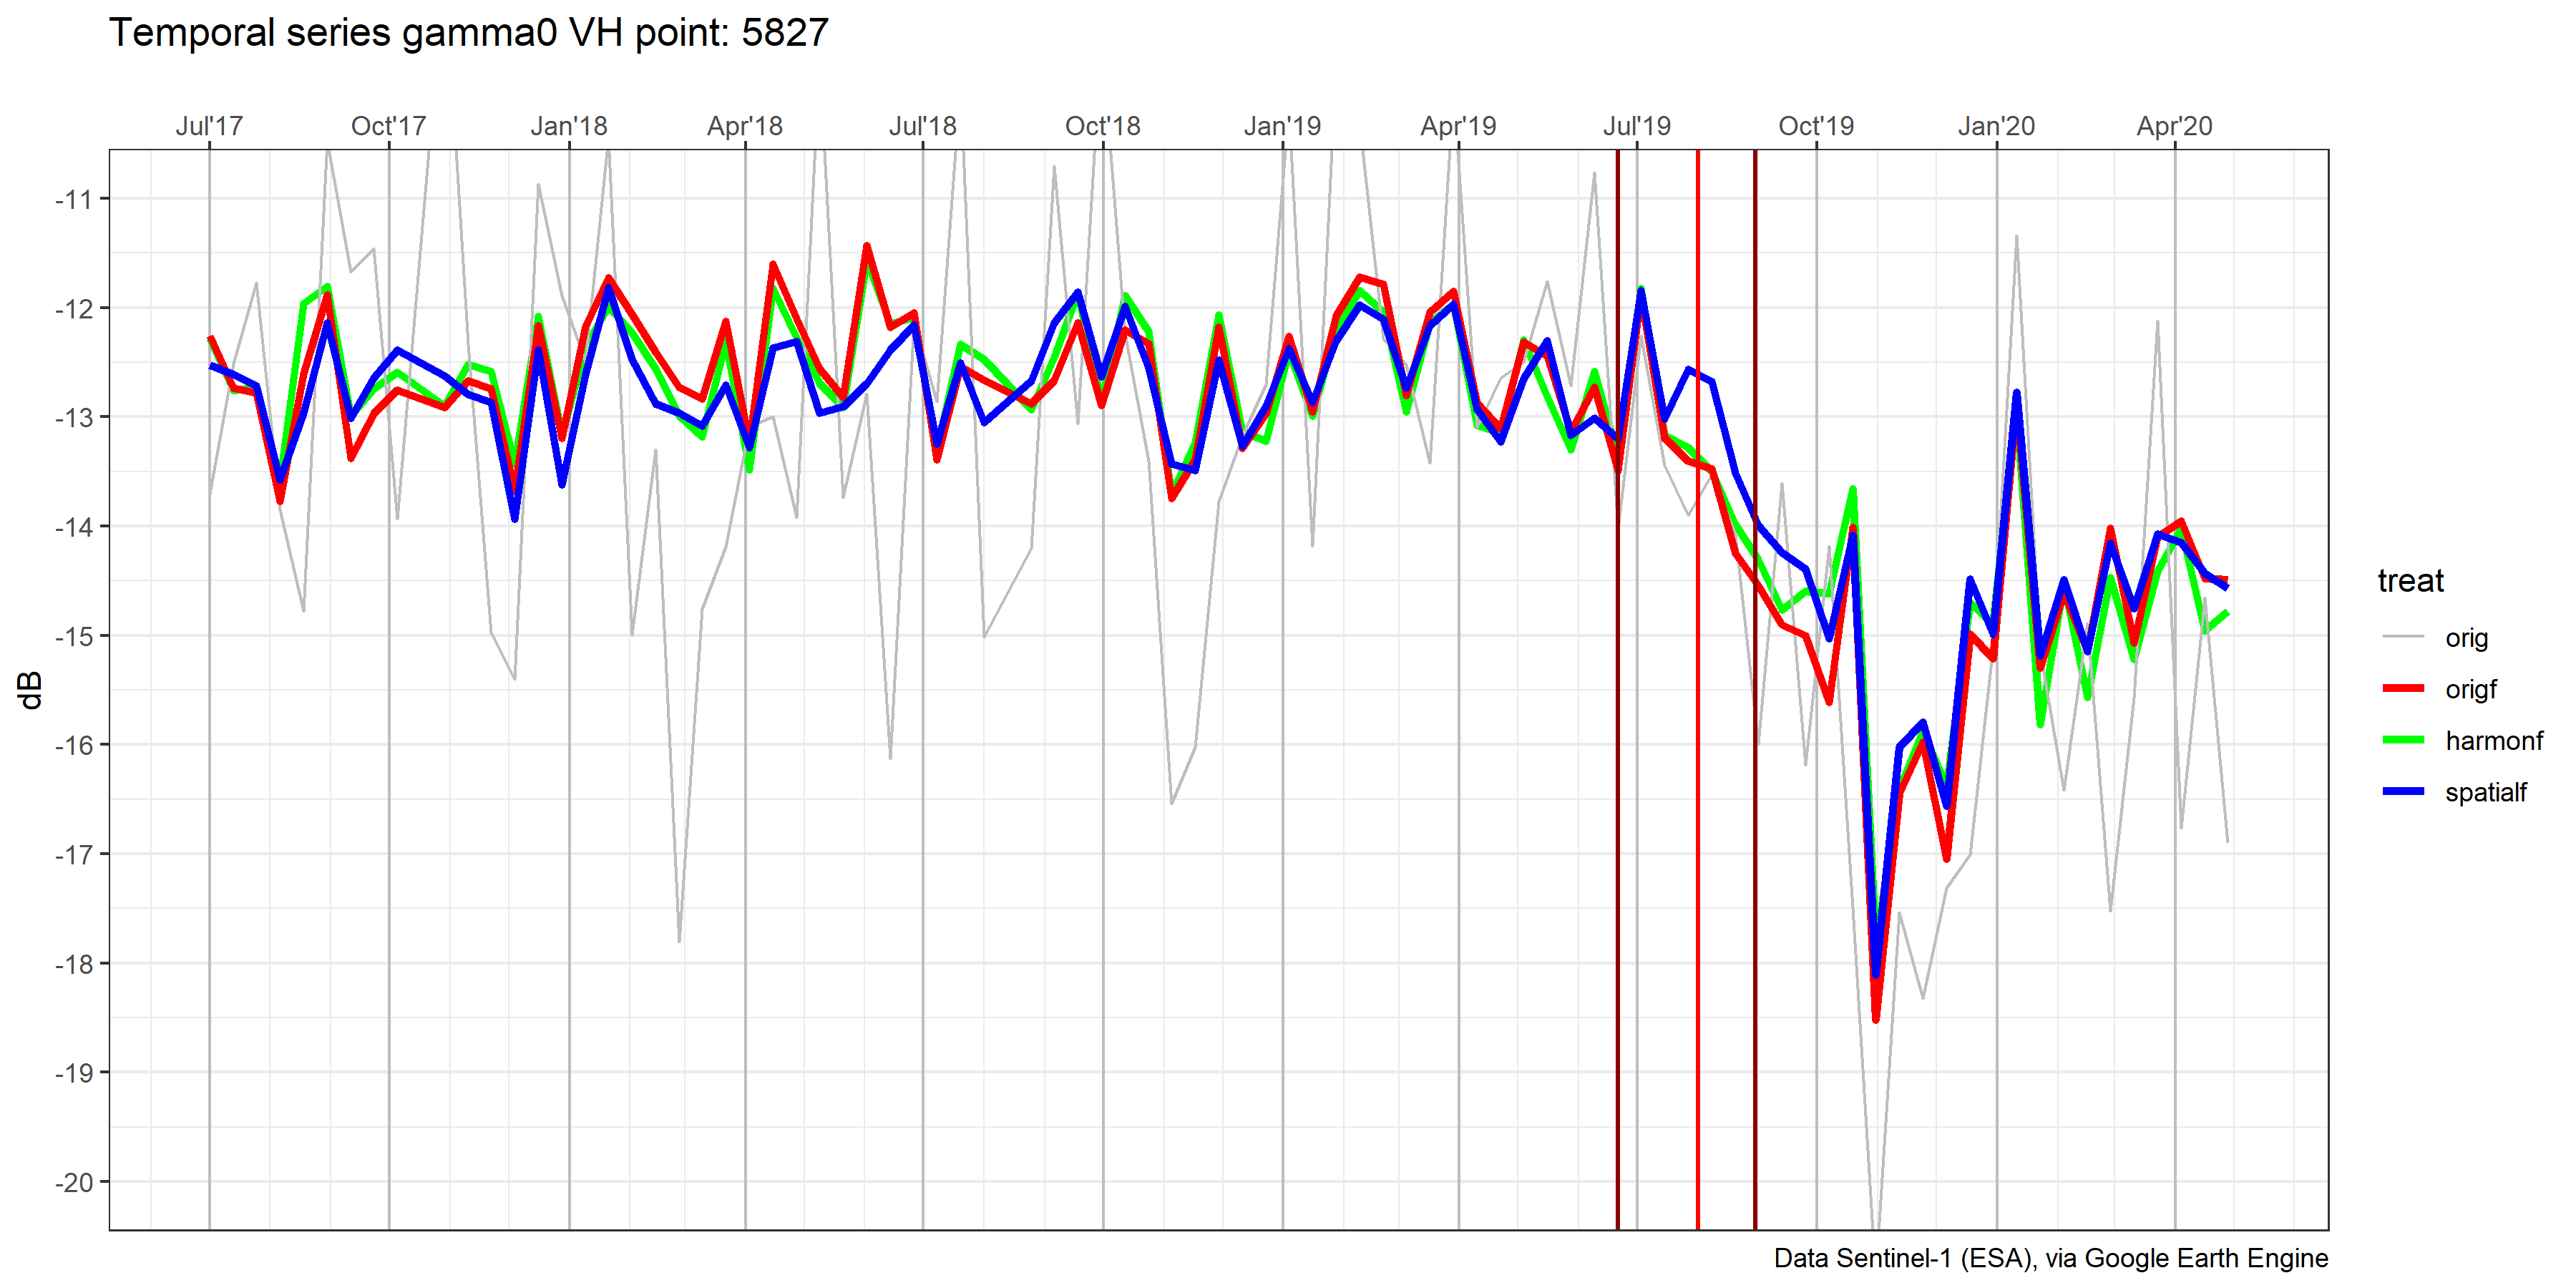 Temporal series gamma0 VH point: 5827
Jul'17 Oct'17 Jan'18 Apr'18 Jul'18 Oct'18 Jan'19 Apr'19 Jul'19 Oct'19 Jan'20 Apr'20
-11
-12
-13
-14
-15
-16
-17
-18
-19
-20
dB
treat
orig
origf
harmonf
spatialf
Data Sentinel-1 (ESA), via Google Earth Engine